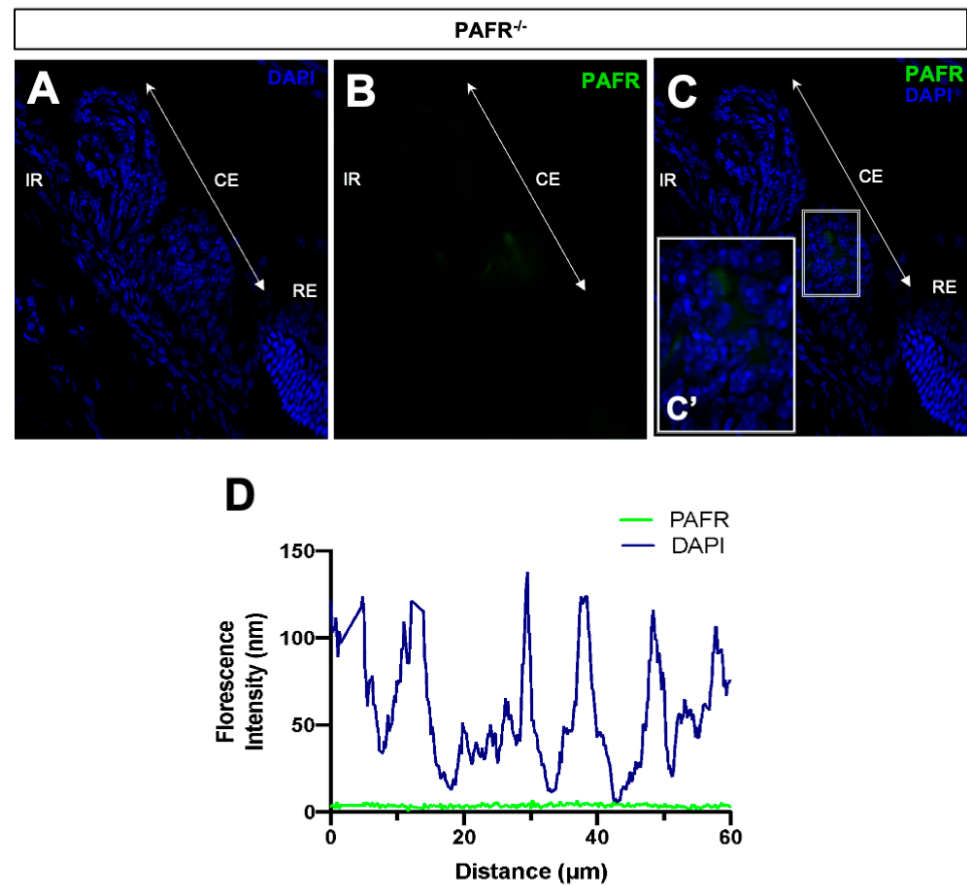 PAFR-/-
A
DAPI
IR
CE
RE
B
PAFR
IR
CE
C
PAFR
DAPI
IR
CE
RE
C'
D
PAFR
DAPI
150
100
50
0
Florescence
Intensity (nm)
0
20
40
60
Distance (µm)